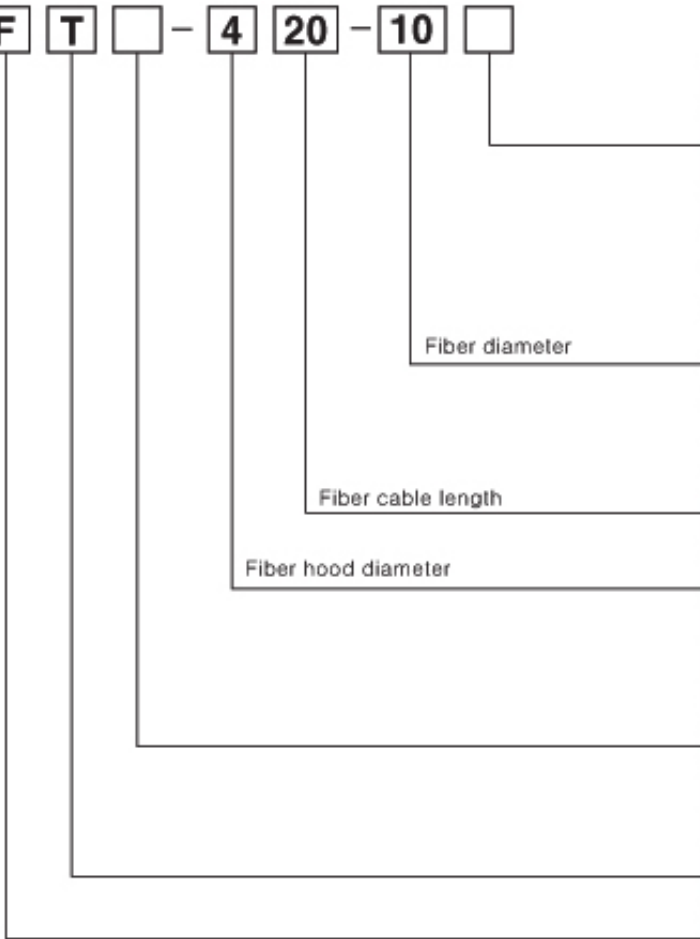 F T - 4 20 - 10
Fiber diameter
Fiber cable length
Fiber hood diameter